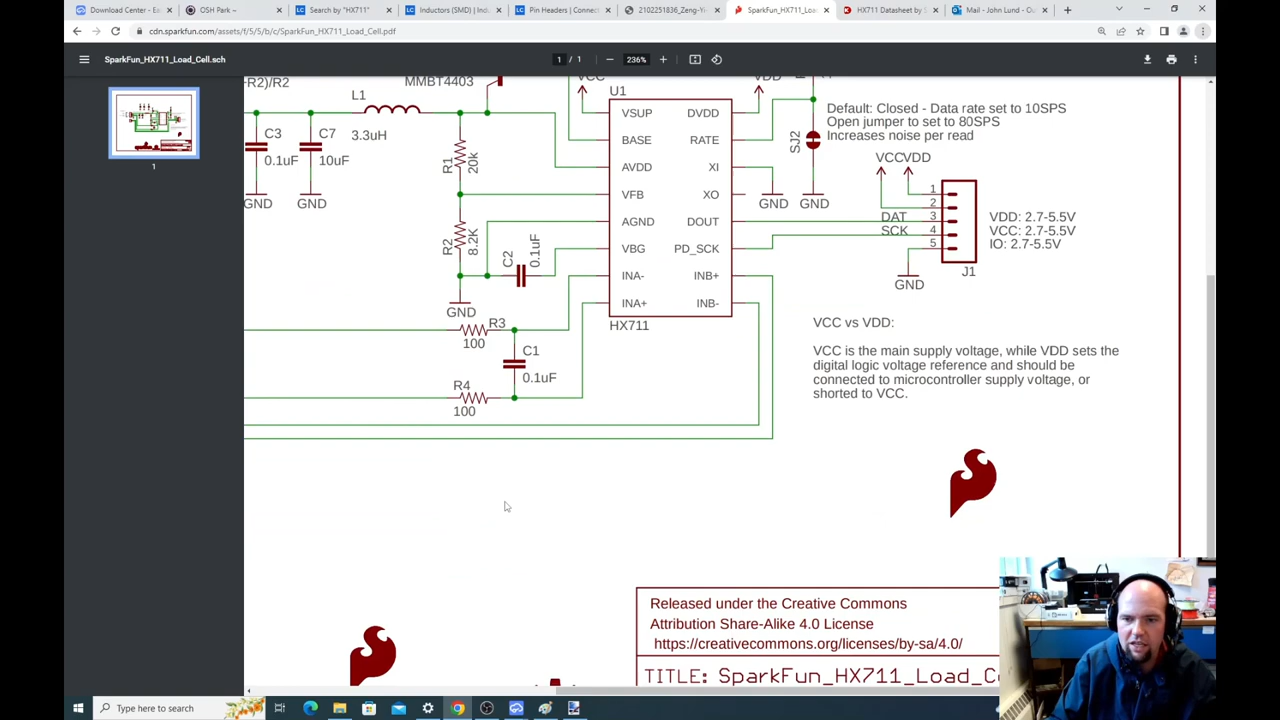 Download Center - Ea
OSH Park ~
Search by "HX711"
Inductors (SMD) | Ind
Pin Headers | Connect
2102251836_Zeng-Yi-
SparkFun_HX711_Load
HX711 Datasheet by S
Mail - John Lund - Ou
cdn.sparkfun.com/assets/f/5/5/b/c/SparkFun_HX711_Load_Cell.pdf
SparkFun_HX711_Load_Cell.sch
1 / 1
236%
1
-R2)/R2
MMBT4403
VCC
U1
VDD
L1
3.3uH
C3
0.1uF
C7
10uF
GND
GND
R1
20k
R2
8.2K
C2
0.1uF
GND
VSUP
BASE
AVDD
VFB
AGND
VBG
INA-
INA+
DVDD
RATE
XI
XO
DOUT
PD_SCK
INB+
INB-
HX711
R3
100
C1
0.1uF
R4
100
SJ2
GND
GND
Default: Closed - Data rate set to 10SPS
Open jumper to set to 80SPS
Increases noise per read
VCC
VDD
DAT
SCK
1
2
3
4
5
GND
J1
VDD: 2.7-5.5V
VCC: 2.7-5.5V
IO: 2.7-5.5V
VCC vs VDD:
VCC is the main supply voltage, while VDD sets the
digital logic voltage reference and should be
connected to microcontroller supply voltage, or
shorted to VCC.
Released under the Creative Commons
Attribution Share-Alike 4.0 License
https://creativecommons.org/licenses/by-sa/4.0/
TITLE: SparkFun_HX711_Load_C
Type here to search